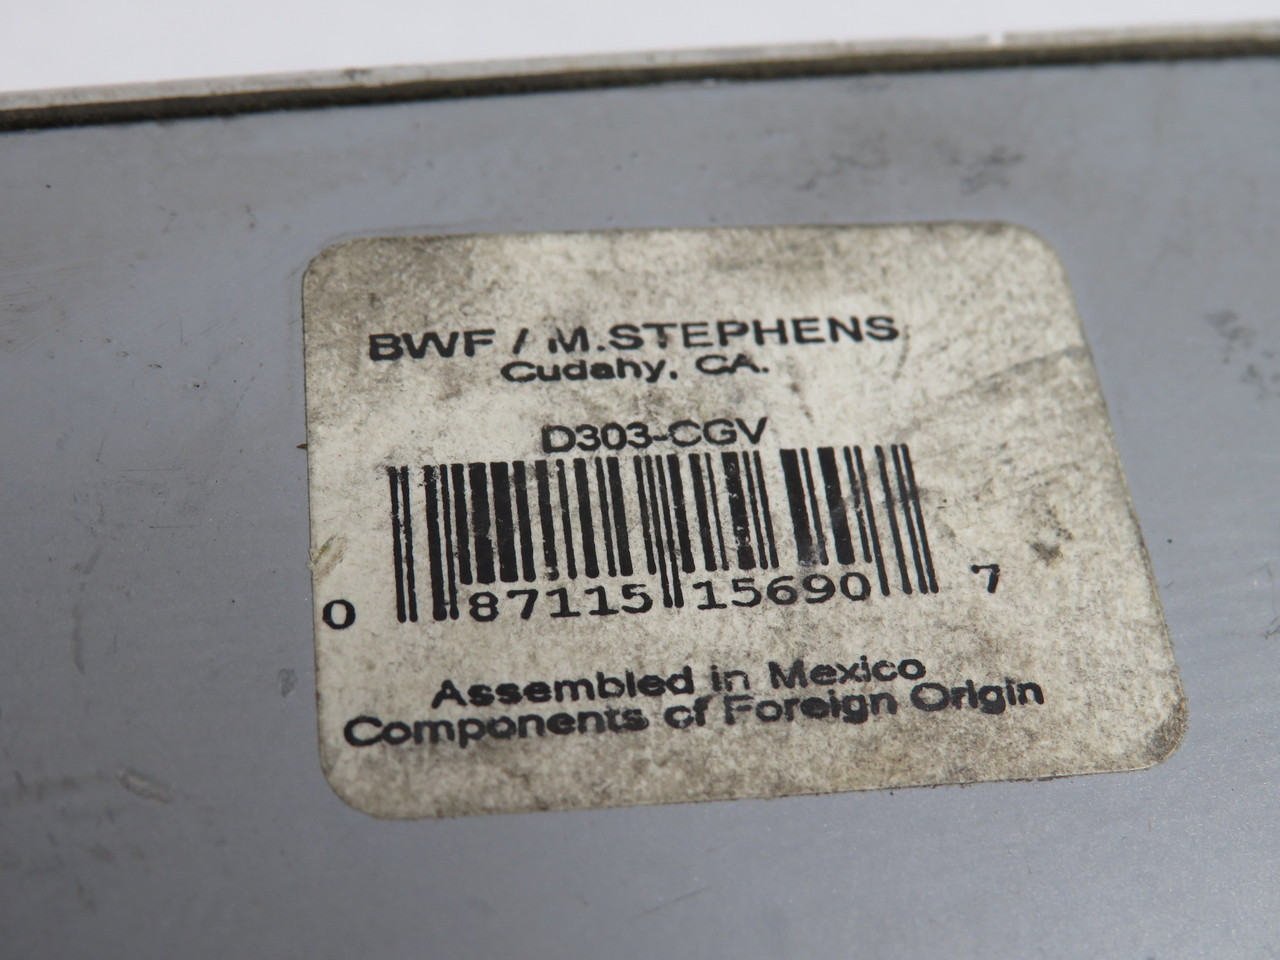 BWF / M.STEPHENS
Cudahy, CA.
D303-CGV
0 87115 15690 7
Assembled in Mexico
Components of Foreign Origin